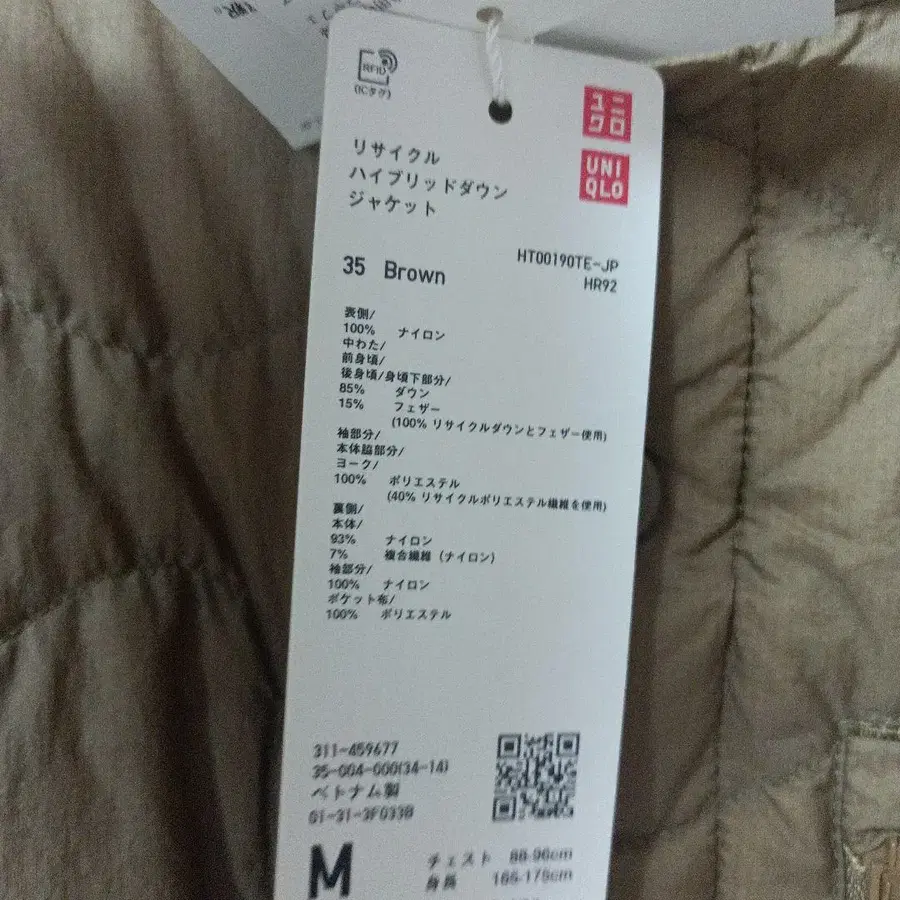 RFID
(ICタグ)
ユニ
クロ
UNI
QLO
リサイクル
ハイブリッドダウン
ジャケット
35 Brown
HT00190TE-JP
HR92
表側/
100% ナイロン
中わた/
前身頃/
後身頃/身頃下部分/
85% ダウン
15% フェザー
(100% リサイクルダウンとフェザー使用)
袖部分/
本体脇部分/
ヨーク/
100% ポリエステル
(40% リサイクルポリエステル繊維を使用)
裏側/
本体/
93% ナイロン
7% 複合繊維 (ナイロン)
袖部分/
100% ナイロン
ポケット布/
100% ポリエステル
311-459677
35-004-000(34-14)
ベトナム製
01-31-3F033B
M
チェスト 88-96cm
身長 165-175cm